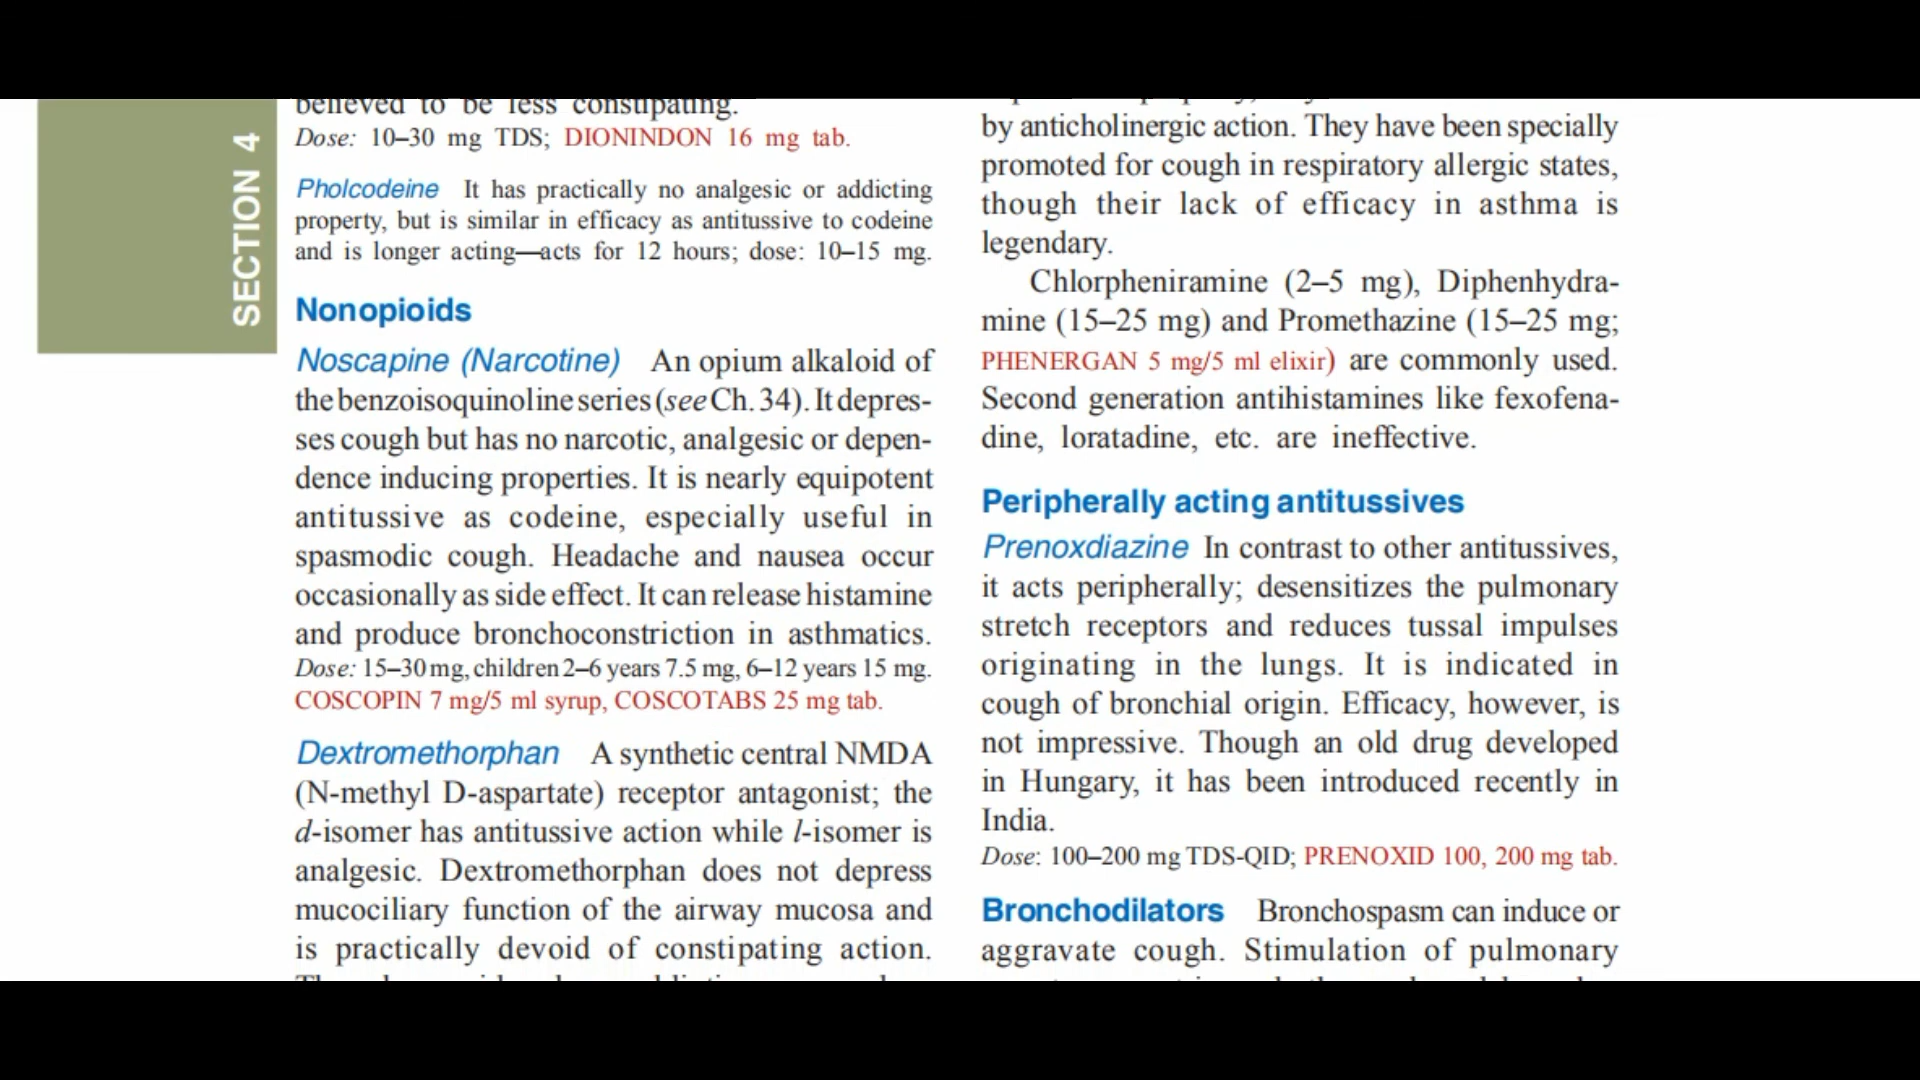 SECTION 4
believed to be less constipating.
Dose: 10–30 mg TDS; DIONINDON 16 mg tab.
Pholcodeine It has practically no analgesic or addicting
property, but is similar in efficacy as antitussive to codeine
and is longer acting—acts for 12 hours; dose: 10–15 mg.
Nonopioids
Noscapine (Narcotine) An opium alkaloid of
the benzoisoquinoline series (see Ch. 34). It depres-
ses cough but has no narcotic, analgesic or depen-
dence inducing properties. It is nearly equipotent
antitussive as codeine, especially useful in
spasmodic cough. Headache and nausea occur
occasionally as side effect. It can release histamine
and produce bronchoconstriction in asthmatics.
Dose: 15–30 mg, children 2–6 years 7.5 mg, 6–12 years 15 mg.
COSCOPIN 7 mg/5 ml syrup, COSCOTABS 25 mg tab.
Dextromethorphan A synthetic central NMDA
(N-methyl D-aspartate) receptor antagonist; the
d-isomer has antitussive action while l-isomer is
analgesic. Dextromethorphan does not depress
mucociliary function of the airway mucosa and
is practically devoid of constipating action.
by anticholinergic action. They have been specially
promoted for cough in respiratory allergic states,
though their lack of efficacy in asthma is
legendary.
Chlorpheniramine (2–5 mg), Diphenhydra-
mine (15–25 mg) and Promethazine (15–25 mg;
PHENERGAN 5 mg/5 ml elixir) are commonly used.
Second generation antihistamines like fexofena-
dine, loratadine, etc. are ineffective.
Peripherally acting antitussives
Prenoxdiazine In contrast to other antitussives,
it acts peripherally; desensitizes the pulmonary
stretch receptors and reduces tussal impulses
originating in the lungs. It is indicated in
cough of bronchial origin. Efficacy, however, is
not impressive. Though an old drug developed
in Hungary, it has been introduced recently in
India.
Dose: 100–200 mg TDS-QID; PRENOXID 100, 200 mg tab.
Bronchodilators Bronchospasm can induce or
aggravate cough. Stimulation of pulmonary